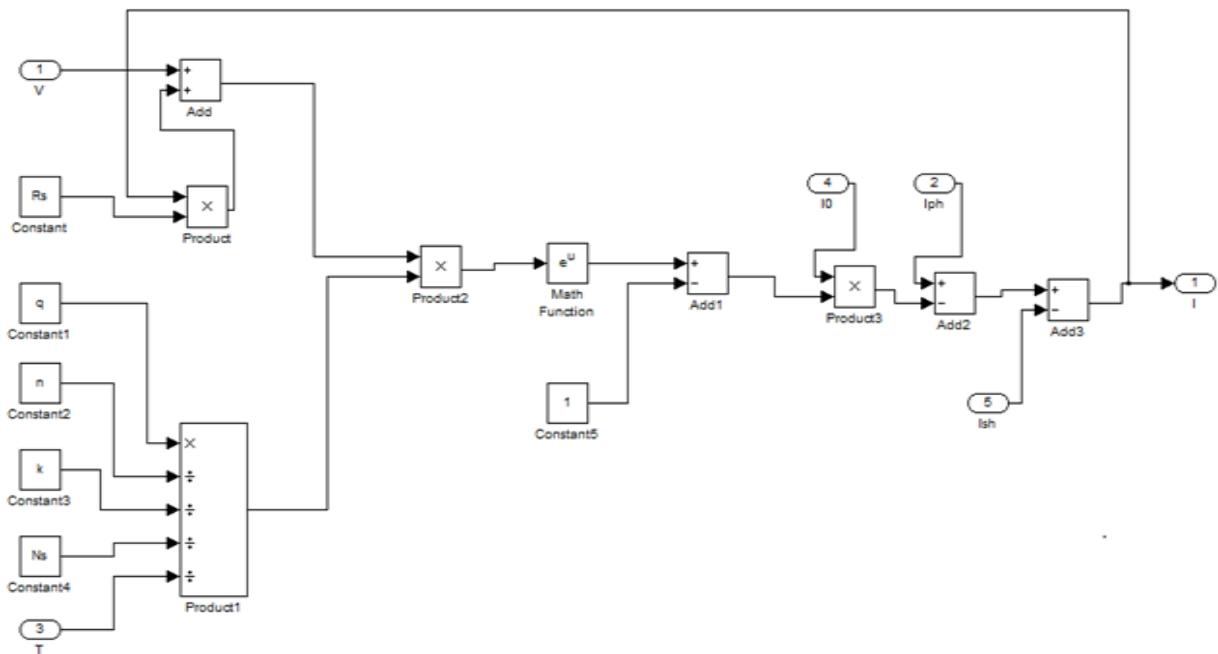 1
V
+
+
Add
Rs
Constant
×
Product
q
Constant1
n
Constant2
k
Constant3
Ns
Constant4
3
T
×
÷
÷
÷
÷
Product1
×
Product2
eu
Math
Function
1
Constant5
+
−
Add1
4
I0
×
Product3
2
Iph
+
−
Add2
+
−
Add3
5
Ish
1
I